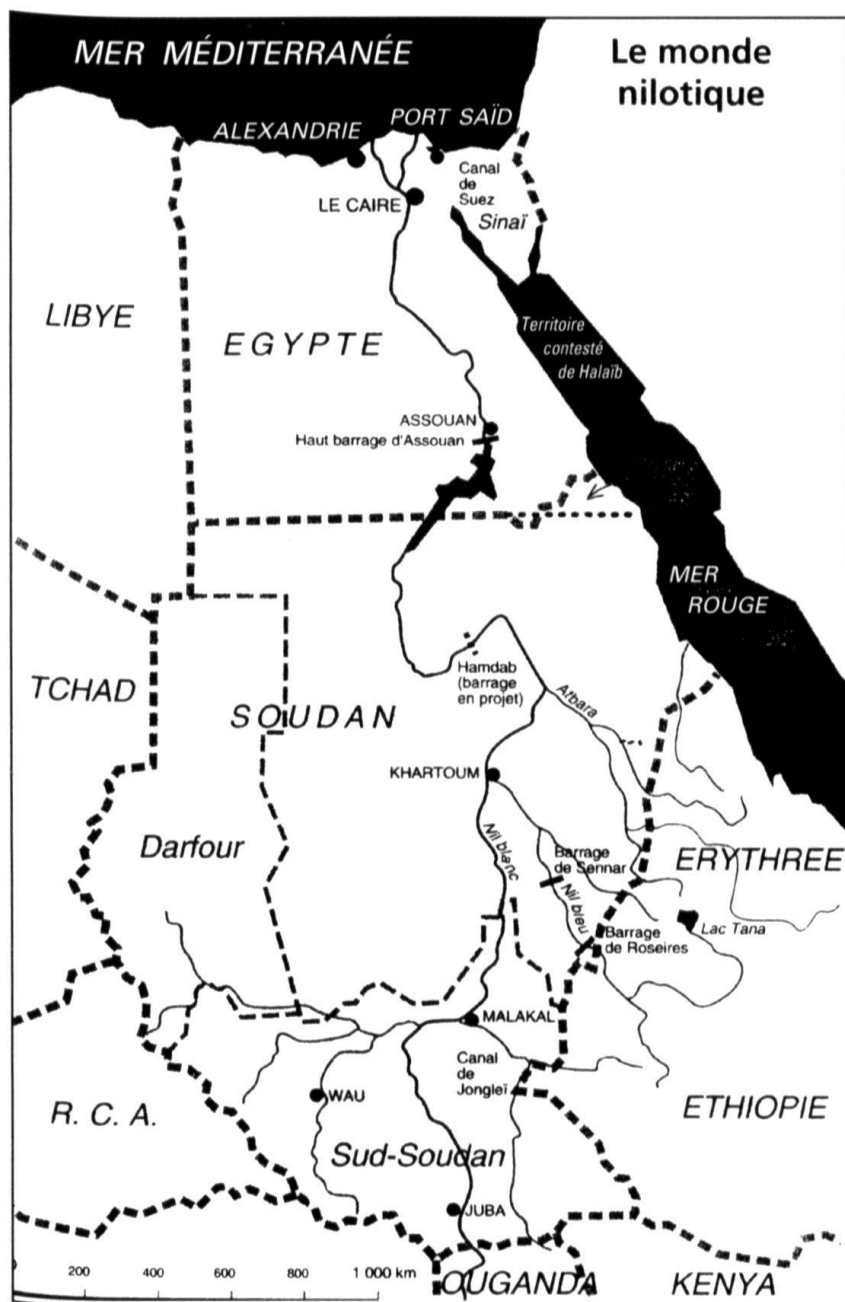 MER MÉDITERRANÉE
Le monde
nilotique
ALEXANDRIE
PORT SAÏD
Canal
de
Suez
LE CAIRE
Sinaï
LIBYE
EGYPTE
Territoire
contesté
de Halaïb
ASSOUAN
Haut barrage d'Assouan
MER
ROUGE
TCHAD
SOUDAN
Hamdab
(barrage
en projet)
Atbara
KHARTOUM
Nil blanc
Darfour
Barrage
de Sennar
ERYTHREE
Nil bleu
Lac Tana
Barrage
de Roseires
MALAKAL
Canal
de
Jongleï
WAU
R. C. A.
ETHIOPIE
Sud-Soudan
JUBA
0 200 400 600 800 1 000 km
OUGANDA
KENYA